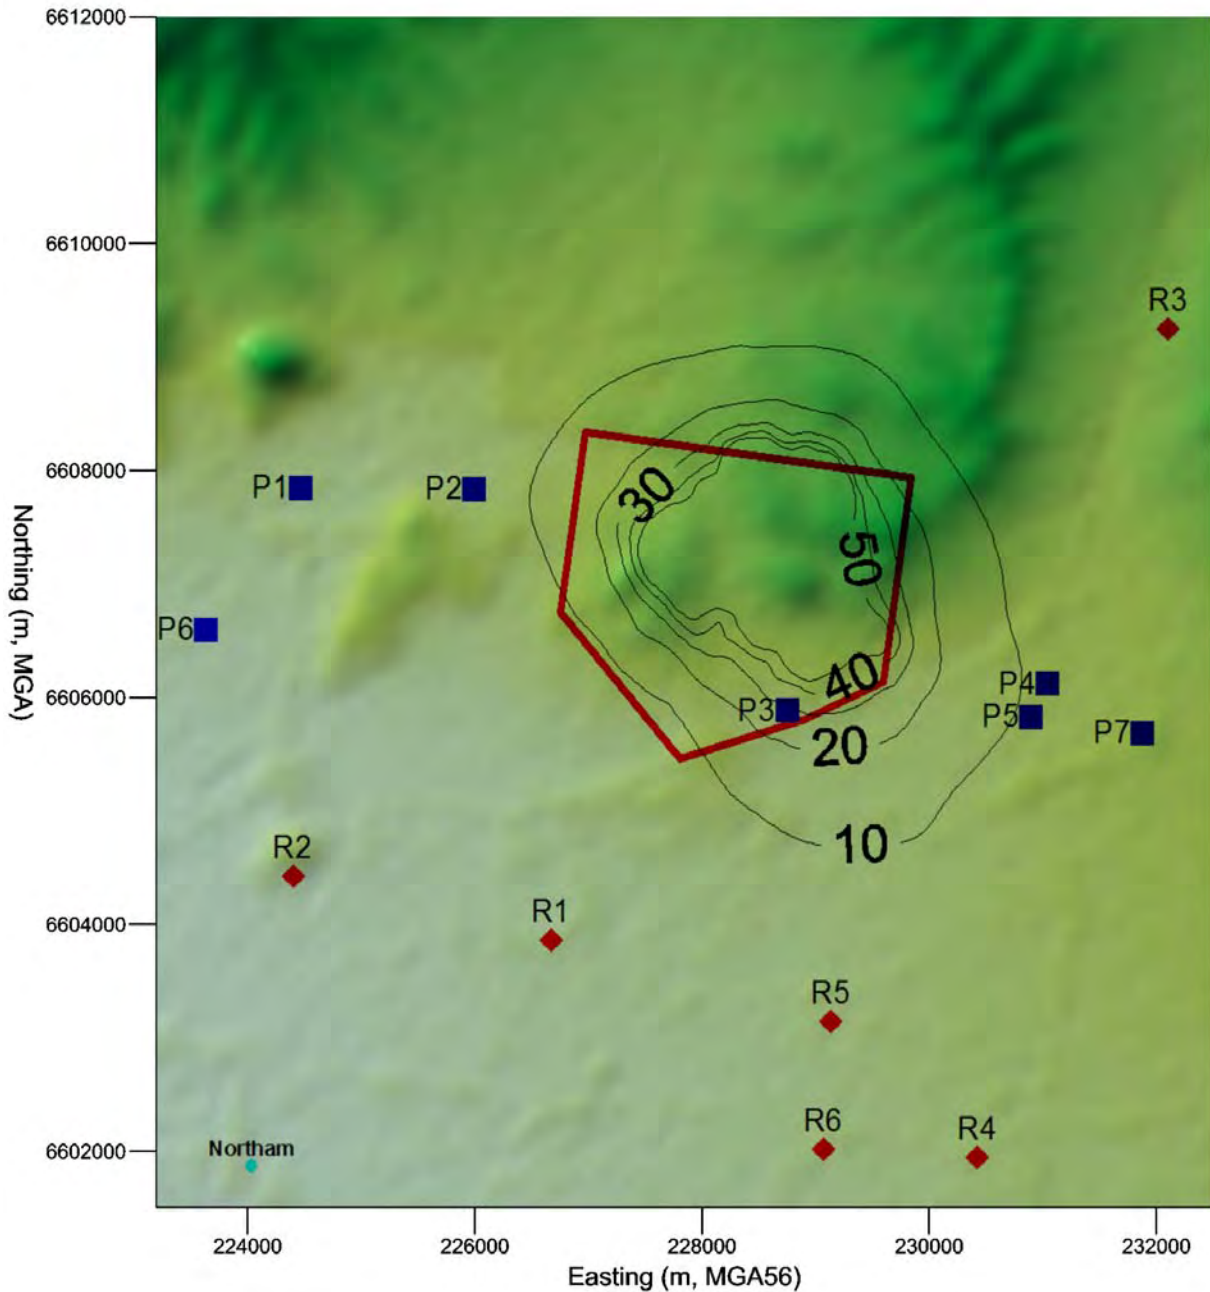 6612000
6610000
R3
6608000
30
P1
P2
50
P6
6606000
40
P4
P3
P5
P7
20
10
R2
R1
6604000
R5
R6
R4
6602000
Northam
Northing (m, MGA)
224000
226000
228000
230000
232000
Easting (m, MGA56)